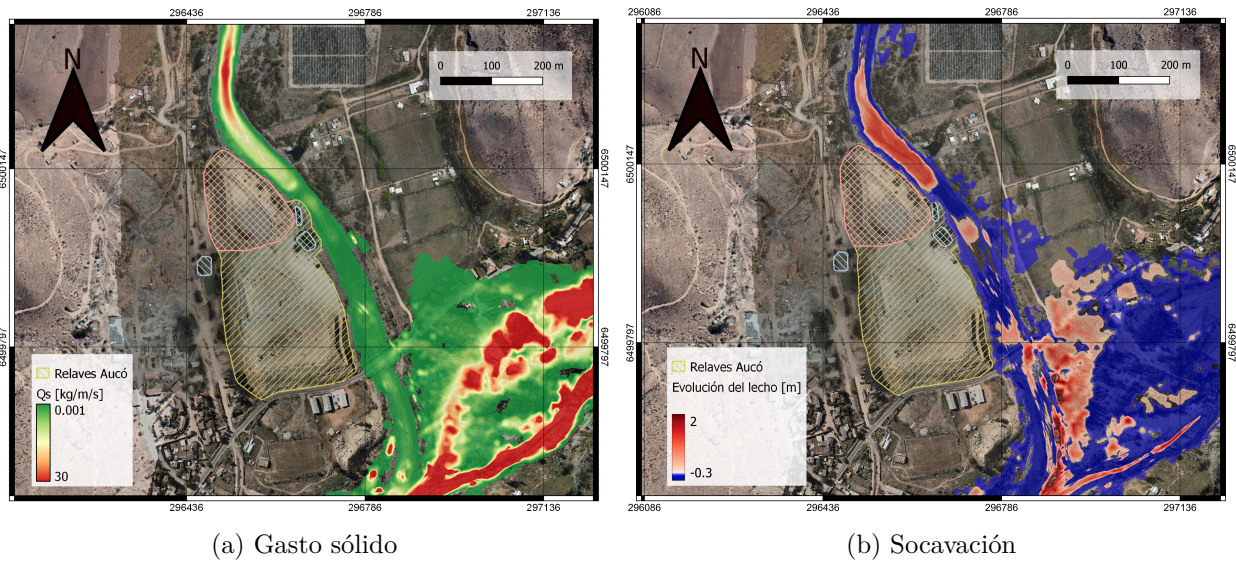 296436 296786 297136
N
0 100 200 m
6500147 6500147
6499797 6499797
Relaves Aucó
Qs [kg/m/s]
0.001
30
296436 296786 297136
(a) Gasto sólido
296086 296436 296786 297136
N
0 100 200 m
6500147 6500147
6499797 6499797
Relaves Aucó
Evolución del lecho [m]
2
-0.3
296086 296436 296786 297136
(b) Socavación